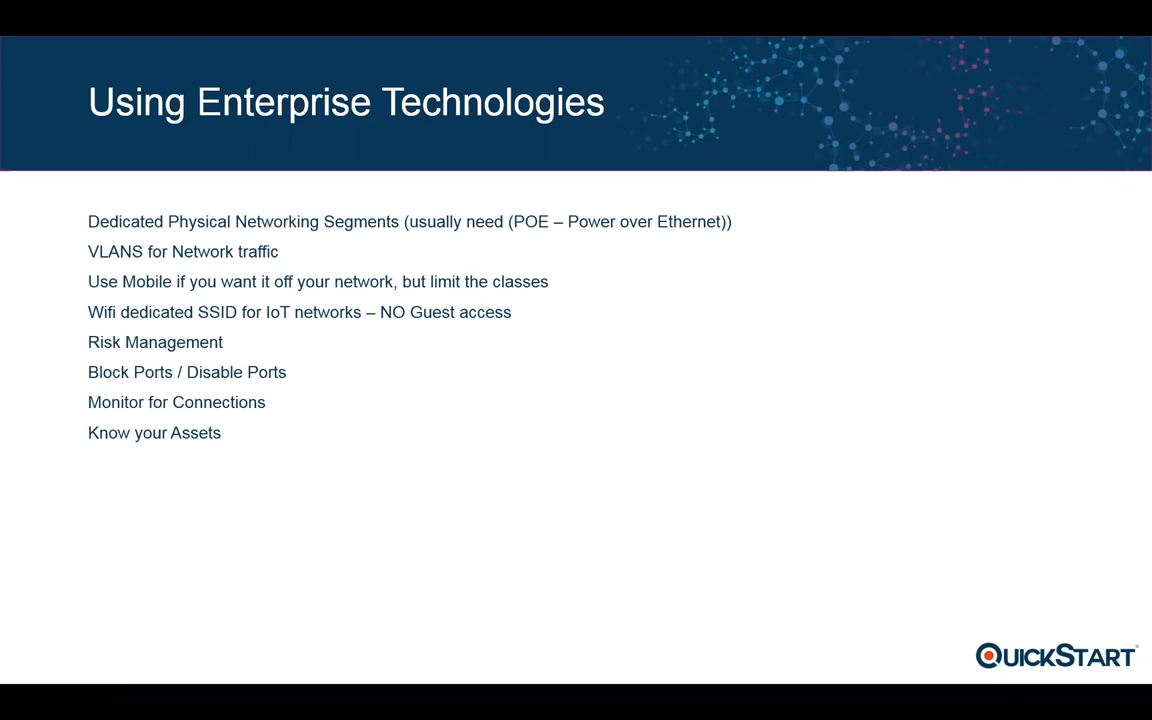 Using Enterprise Technologies
Dedicated Physical Networking Segments (usually need (POE – Power over Ethernet))
VLANS for Network traffic
Use Mobile if you want it off your network, but limit the classes
Wifi dedicated SSID for IoT networks – NO Guest access
Risk Management
Block Ports / Disable Ports
Monitor for Connections
Know your Assets
QUICKSTART®